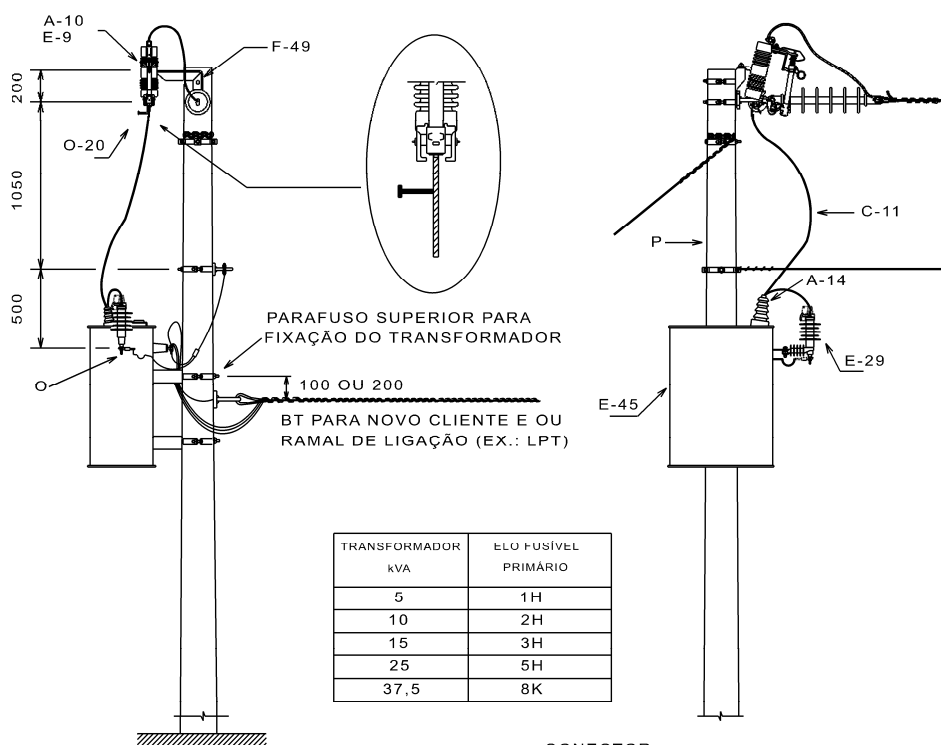 A-10
E-9
F-49
200
O-20
1050
500
C-11
P
A-14
PARAFUSO SUPERIOR PARA
FIXAÇÃO DO TRANSFORMADOR
O
100 OU 200
E-29
E-45
BT PARA NOVO CLIENTE E OU
RAMAL DE LIGAÇÃO (EX.: LPT)
TRANSFORMADOR kVA ELO FUSÍVEL PRIMÁRIO
5 1H
10 2H
15 3H
25 5H
37,5 8K
CONECTOR